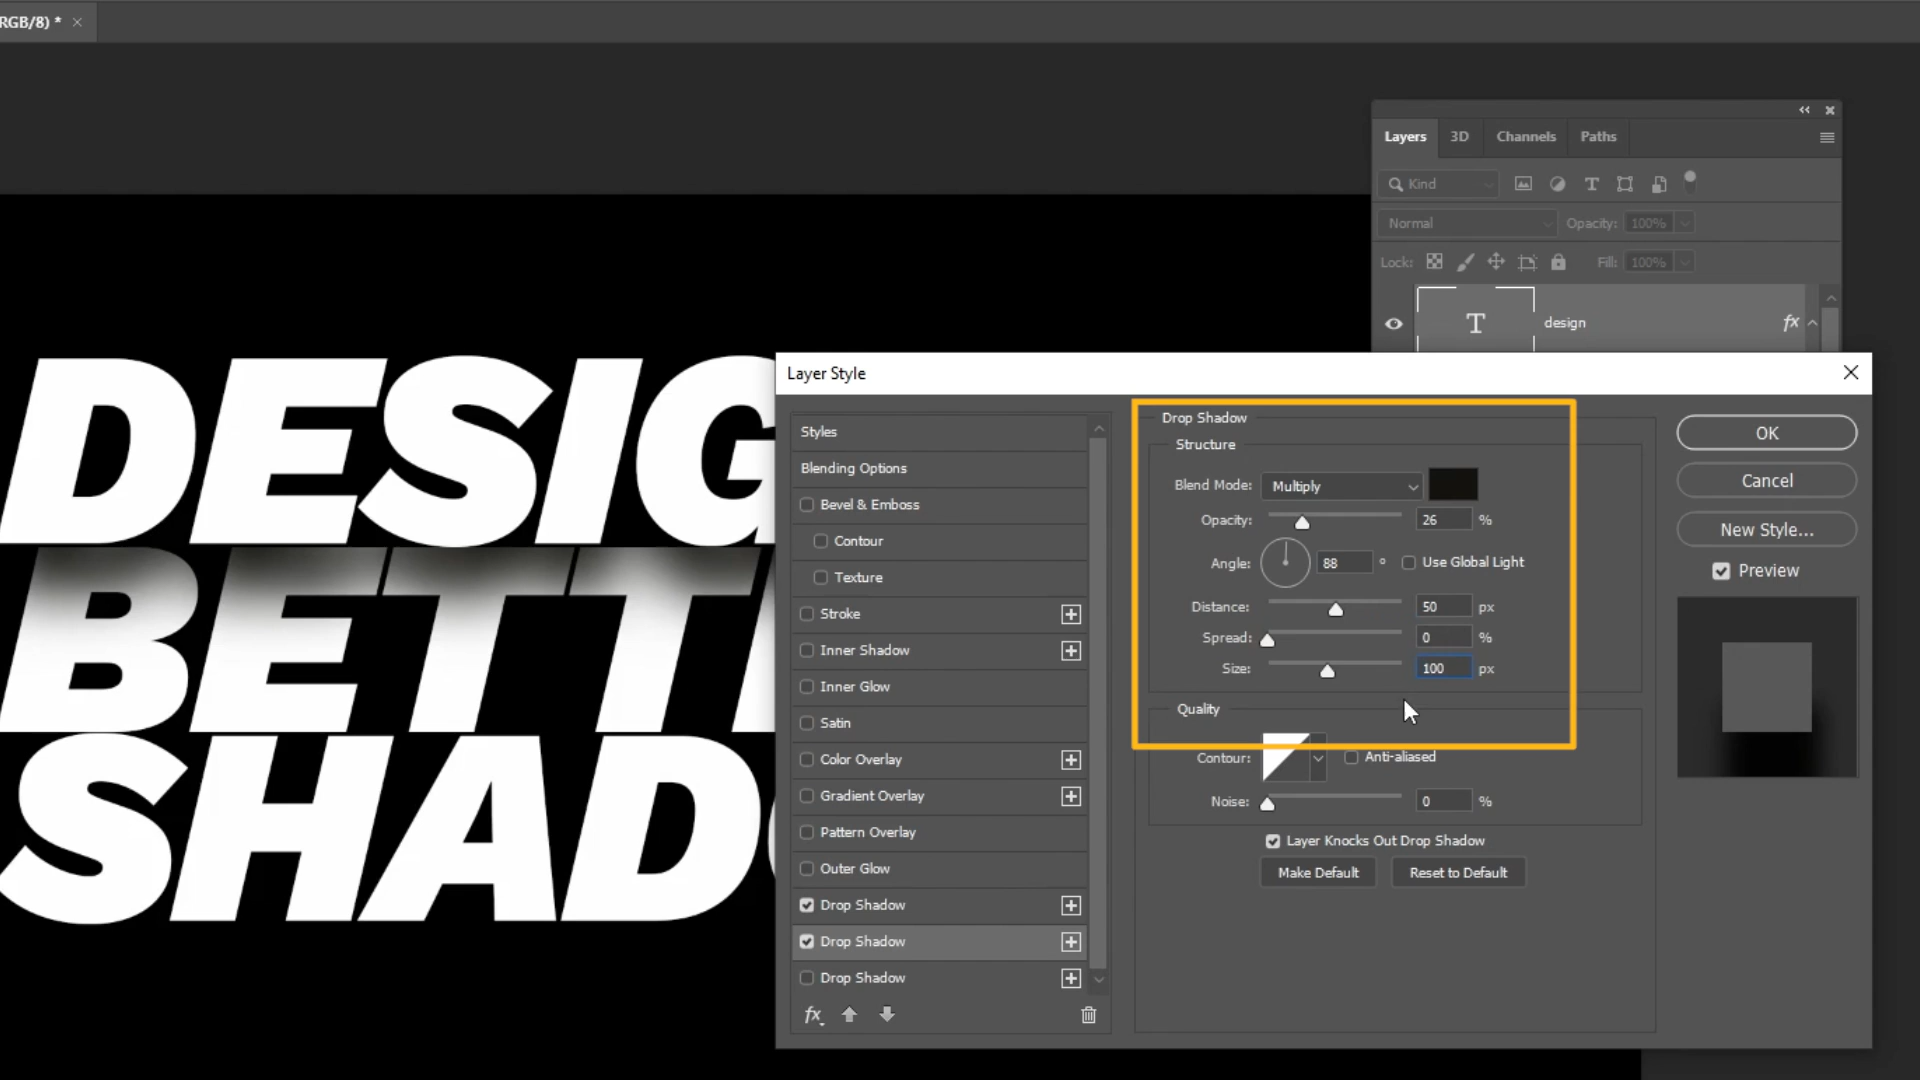 RGB/8) *
Layers 3D Channels Paths
Kind
Normal Opacity: 100%
Lock: Fill: 100%
T design fx
DESIG
BETT
SHAD
Layer Style
Styles
Blending Options
Bevel & Emboss
Contour
Texture
Stroke
Inner Shadow
Inner Glow
Satin
Color Overlay
Gradient Overlay
Pattern Overlay
Outer Glow
Drop Shadow
Drop Shadow
Drop Shadow
fx
Drop Shadow
Structure
Blend Mode: Multiply
Opacity: 26 %
Angle: 88 ° Use Global Light
Distance: 50 px
Spread: 0 %
Size: 100 px
Quality
Contour: Anti-aliased
Noise: 0 %
Layer Knocks Out Drop Shadow
Make Default Reset to Default
OK
Cancel
New Style...
Preview